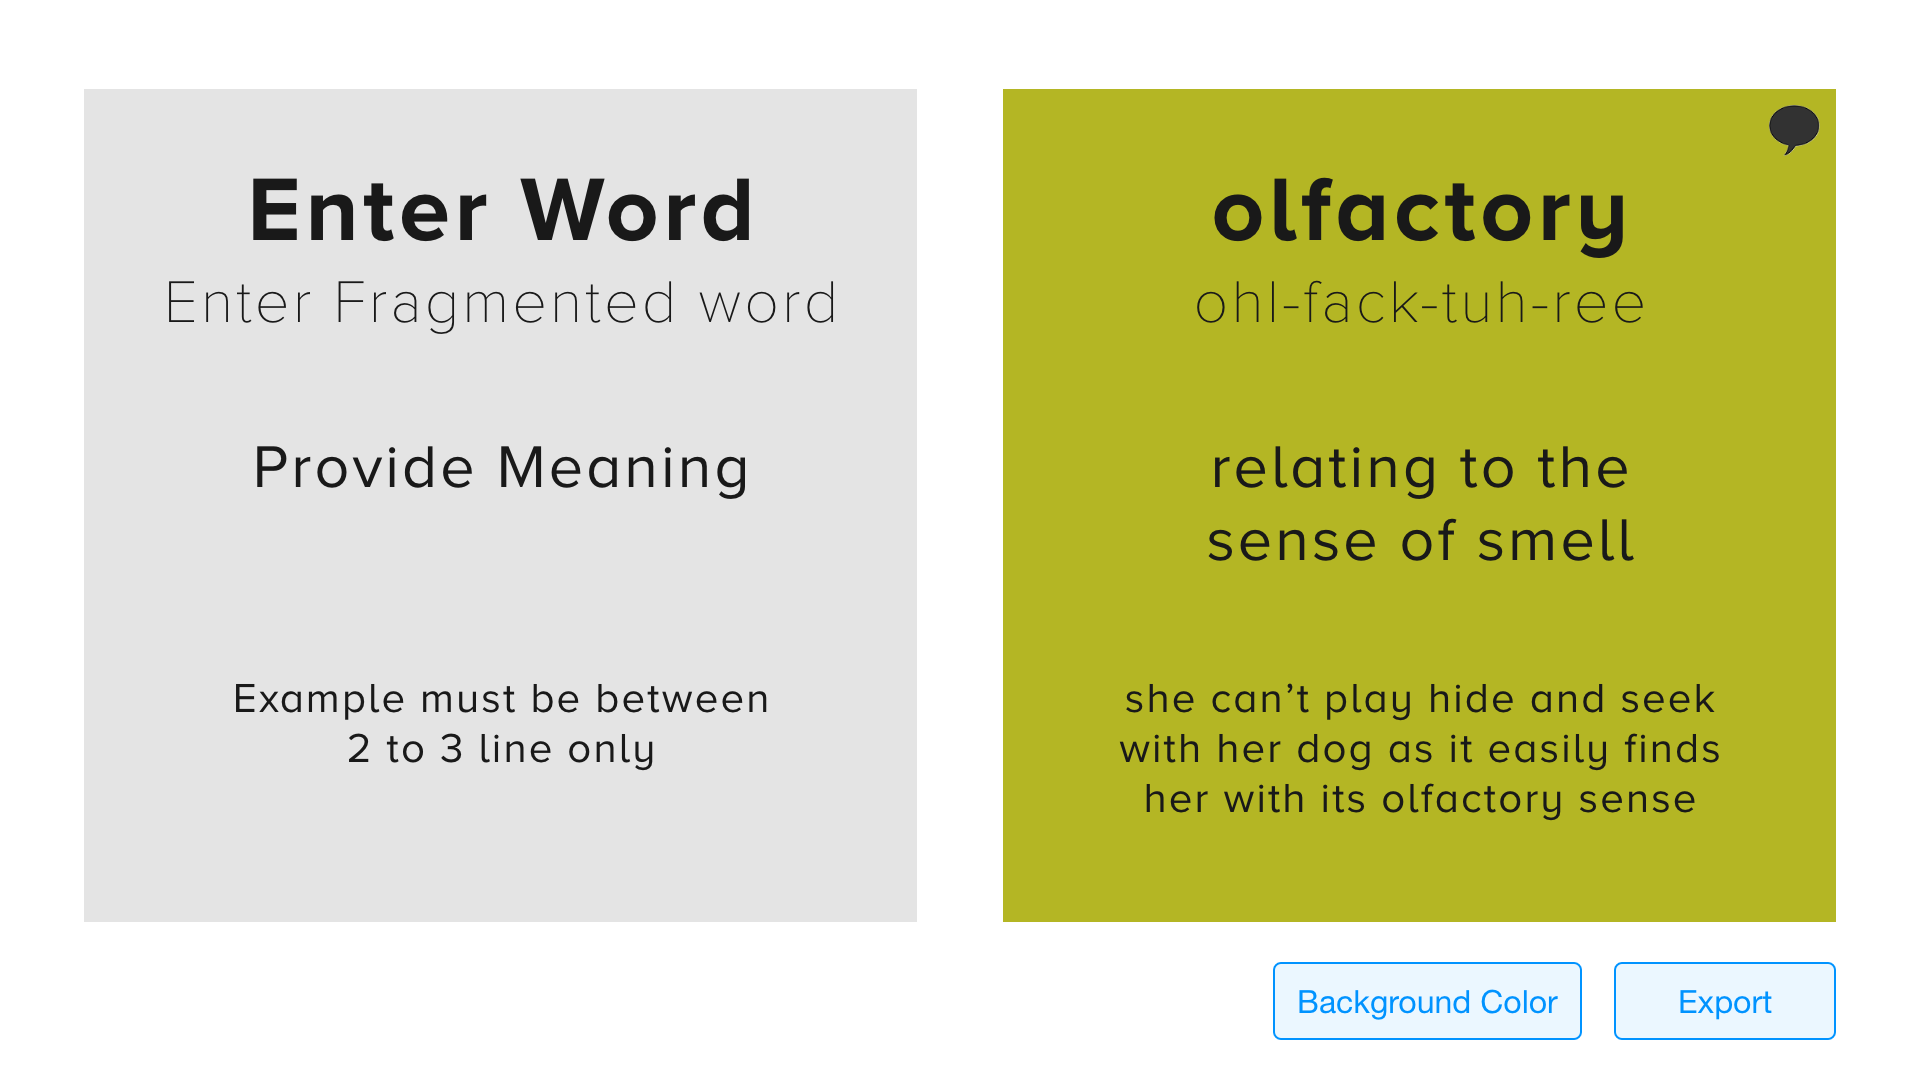 Enter Word
Enter Fragmented word
Provide Meaning
Example must be between
2 to 3 line only
olfactory
ohl-fack-tuh-ree
relating to the
sense of smell
she can’t play hide and seek
with her dog as it easily finds
her with its olfactory sense
Background Color
Export